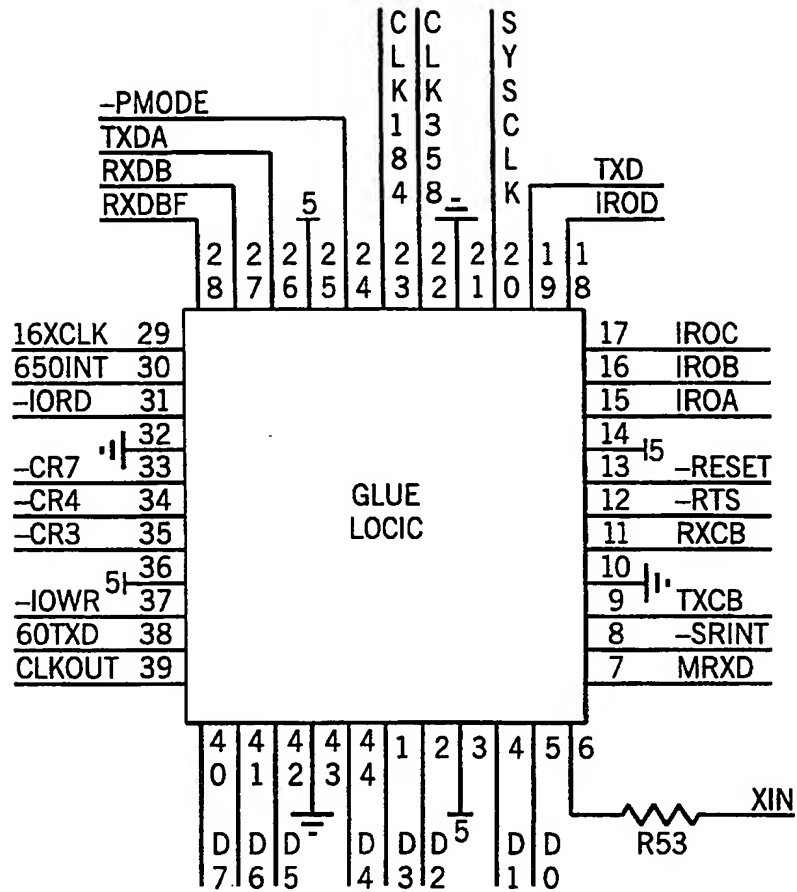 CLK184
CLK358
SYSCLK
-PMODE
TXDA
RXDB
RXDBF
5
TXD
IROD
28
27
26
25
24
23
22
21
20
19
18
16XCLK 29
650INT 30
-IORD 31
32
-CR7 33
-CR4 34
-CR3 35
5 36
-IOWR 37
60TXD 38
CLKOUT 39
GLUE
LOCIC
17 IROC
16 IROB
15 IROA
14 5
13 -RESET
12 -RTS
11 RXCB
10
9 TXCB
8 -SRINT
7 MRXD
40
41
42
43
44
1
2
3
4
5
6
D7
D6
D5
D4
D3
D2
5
D1
D0
R53
XIN